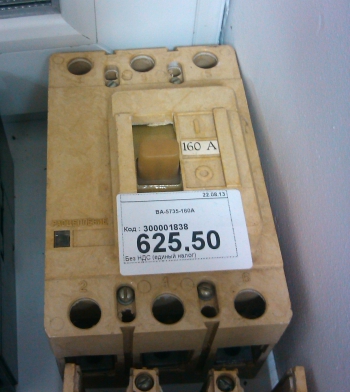 160 A
22.08.13
ВА-5735-160А
Код : 300001838
625,50
Без НДС (единый налог)